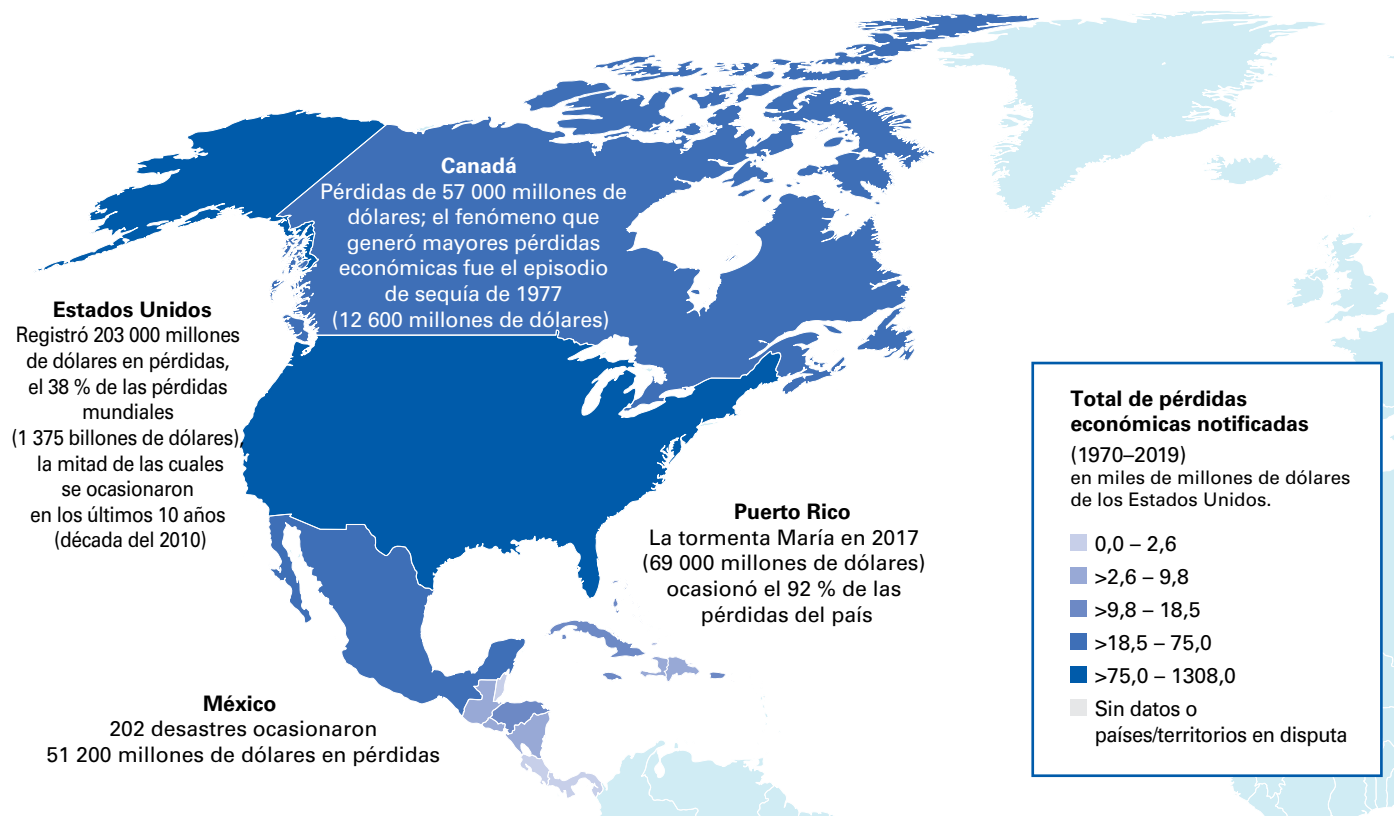 Canadá
Pérdidas de 57 000 millones de
dólares; el fenómeno que
generó mayores pérdidas
económicas fue el episodio
de sequía de 1977
(12 600 millones de dólares)
Estados Unidos
Registró 203 000 millones
de dólares en pérdidas,
el 38 % de las pérdidas
mundiales
(1 375 billones de dólares),
la mitad de las cuales
se ocasionaron
en los últimos 10 años
(década del 2010)
Puerto Rico
La tormenta María en 2017
(69 000 millones de dólares)
ocasionó el 92 % de las
pérdidas del país
México
202 desastres ocasionaron
51 200 millones de dólares en pérdidas
Total de pérdidas
económicas notificadas
(1970–2019)
en miles de millones de dólares
de los Estados Unidos.
0,0 – 2,6
>2,6 – 9,8
>9,8 – 18,5
>18,5 – 75,0
>75,0 – 1308,0
Sin datos o
países/territorios en disputa